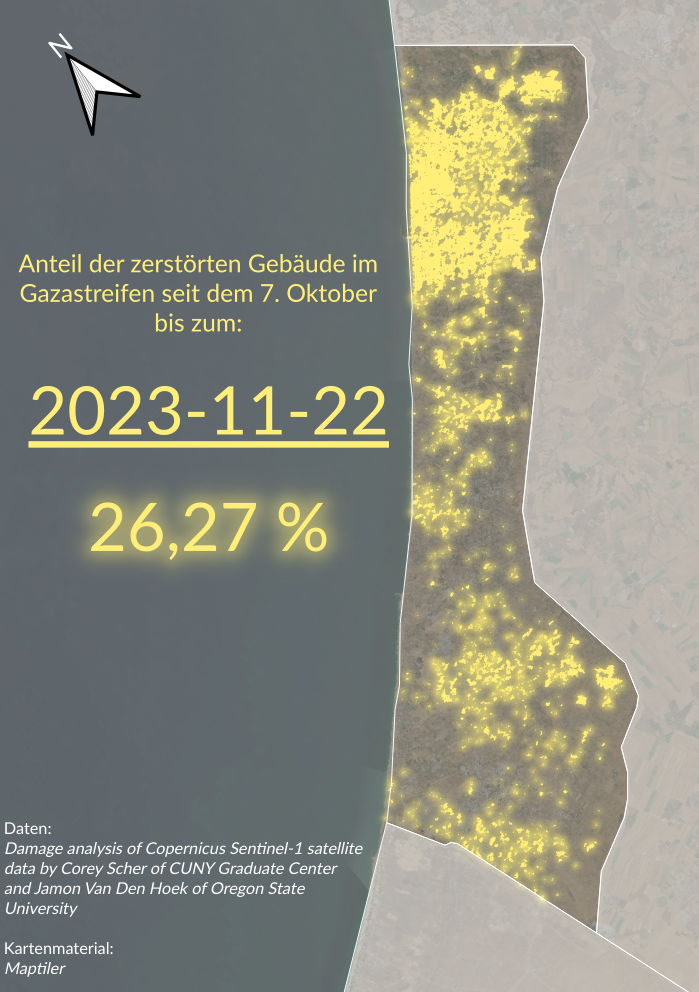 N
Anteil der zerstörten Gebäude im
Gazastreifen seit dem 7. Oktober
bis zum:
2023-11-22
26,27 %
Daten:
Damage analysis of Copernicus Sentinel-1 satellite
data by Corey Scher of CUNY Graduate Center
and Jamon Van Den Hoek of Oregon State
University
Kartenmaterial:
Maptiler